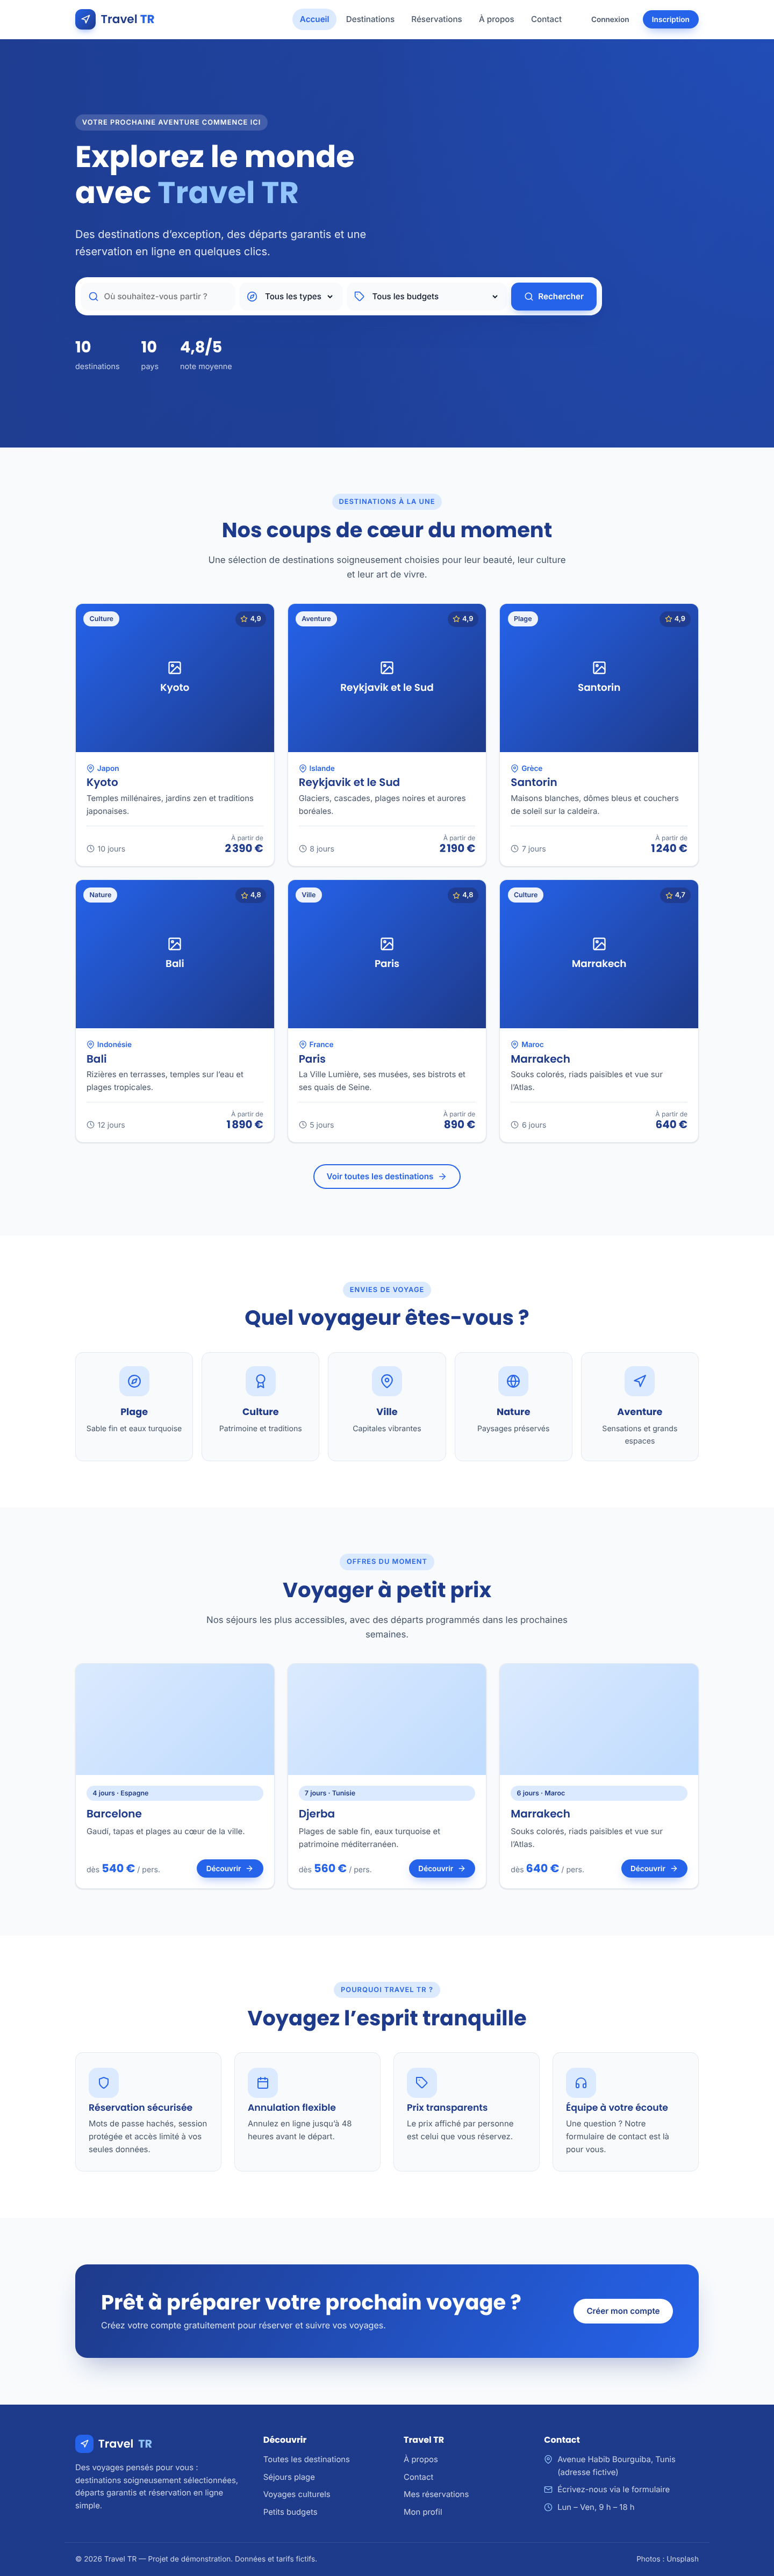 Travel TR
Accueil Destinations Réservations À propos Contact Connexion Inscription
VOTRE PROCHAINE AVENTURE COMMENCE ICI
Explorez le monde
avec Travel TR
Des destinations d’exception, des départs garantis et une
réservation en ligne en quelques clics.
Où souhaitez-vous partir ? Tous les types Tous les budgets Rechercher
10 10 4,8/5
destinations pays note moyenne
DESTINATIONS À LA UNE
Nos coups de cœur du moment
Une sélection de destinations soigneusement choisies pour leur beauté, leur culture
et leur art de vivre.
Culture 4,9
Kyoto
Japon
Kyoto
Temples millénaires, jardins zen et traditions
japonaises.
À partir de
10 jours 2 390 €
Aventure 4,9
Reykjavik et le Sud
Islande
Reykjavik et le Sud
Glaciers, cascades, plages noires et aurores
boréales.
À partir de
8 jours 2 190 €
Plage 4,9
Santorin
Grèce
Santorin
Maisons blanches, dômes bleus et couchers
de soleil sur la caldeira.
À partir de
7 jours 1 240 €
Nature 4,8
Bali
Indonésie
Bali
Rizières en terrasses, temples sur l’eau et
plages tropicales.
À partir de
12 jours 1 890 €
Ville 4,8
Paris
France
Paris
La Ville Lumière, ses musées, ses bistrots et
ses quais de Seine.
À partir de
5 jours 890 €
Culture 4,7
Marrakech
Maroc
Marrakech
Souks colorés, riads paisibles et vue sur
l’Atlas.
À partir de
6 jours 640 €
Voir toutes les destinations
ENVIES DE VOYAGE
Quel voyageur êtes-vous ?
Plage
Sable fin et eaux turquoise
Culture
Patrimoine et traditions
Ville
Capitales vibrantes
Nature
Paysages préservés
Aventure
Sensations et grands
espaces
OFFRES DU MOMENT
Voyager à petit prix
Nos séjours les plus accessibles, avec des départs programmés dans les prochaines
semaines.
4 jours · Espagne
Barcelone
Gaudí, tapas et plages au cœur de la ville.
dès 540 € / pers. Découvrir
7 jours · Tunisie
Djerba
Plages de sable fin, eaux turquoise et
patrimoine méditerranéen.
dès 560 € / pers. Découvrir
6 jours · Maroc
Marrakech
Souks colorés, riads paisibles et vue sur
l’Atlas.
dès 640 € / pers. Découvrir
POURQUOI TRAVEL TR ?
Voyagez l’esprit tranquille
Réservation sécurisée
Mots de passe hachés, session
protégée et accès limité à vos
seules données.
Annulation flexible
Annulez en ligne jusqu’à 48
heures avant le départ.
Prix transparents
Le prix affiché par personne
est celui que vous réservez.
Équipe à votre écoute
Une question ? Notre
formulaire de contact est là
pour vous.
Prêt à préparer votre prochain voyage ?
Créez votre compte gratuitement pour réserver et suivre vos voyages.
Créer mon compte
Travel TR
Des voyages pensés pour vous :
destinations soigneusement sélectionnées,
départs garantis et réservation en ligne
simple.
Découvrir
Toutes les destinations
Séjours plage
Voyages culturels
Petits budgets
Travel TR
À propos
Contact
Mes réservations
Mon profil
Contact
Avenue Habib Bourguiba, Tunis
(adresse fictive)
Écrivez-nous via le formulaire
Lun – Ven, 9 h – 18 h
© 2026 Travel TR — Projet de démonstration. Données et tarifs fictifs.
Photos : Unsplash